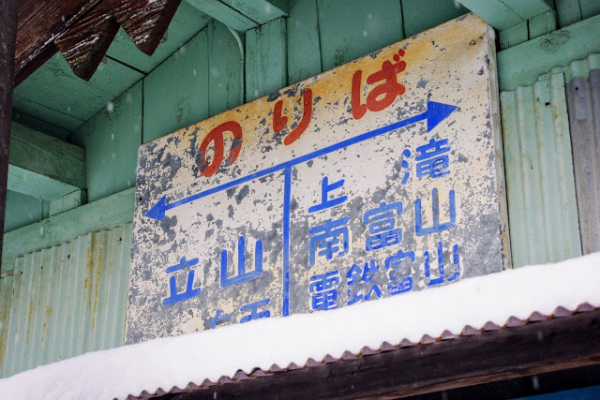 のりば
立山
上滝
南富山
電鉄富山